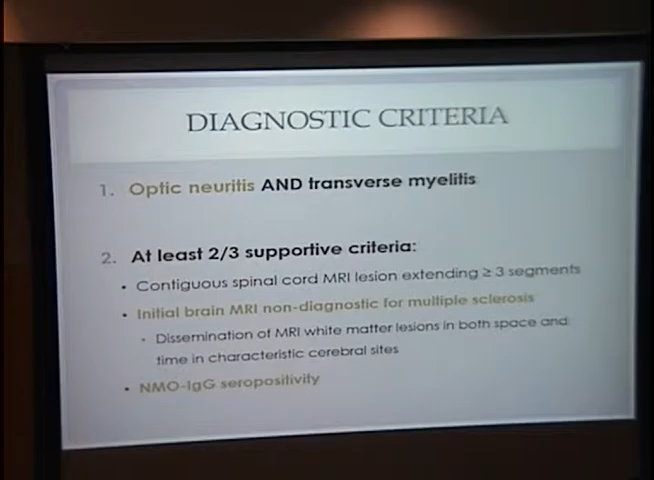 DIAGNOSTIC CRITERIA
1. Optic neuritis AND transverse myelitis
2. At least 2/3 supportive criteria:
• Contiguous spinal cord MRI lesion extending ≥ 3 segments
• Initial brain MRI non-diagnostic for multiple sclerosis
• Dissemination of MRI white matter lesions in both space and
time in characteristic cerebral sites
• NMO-IgG seropositivity